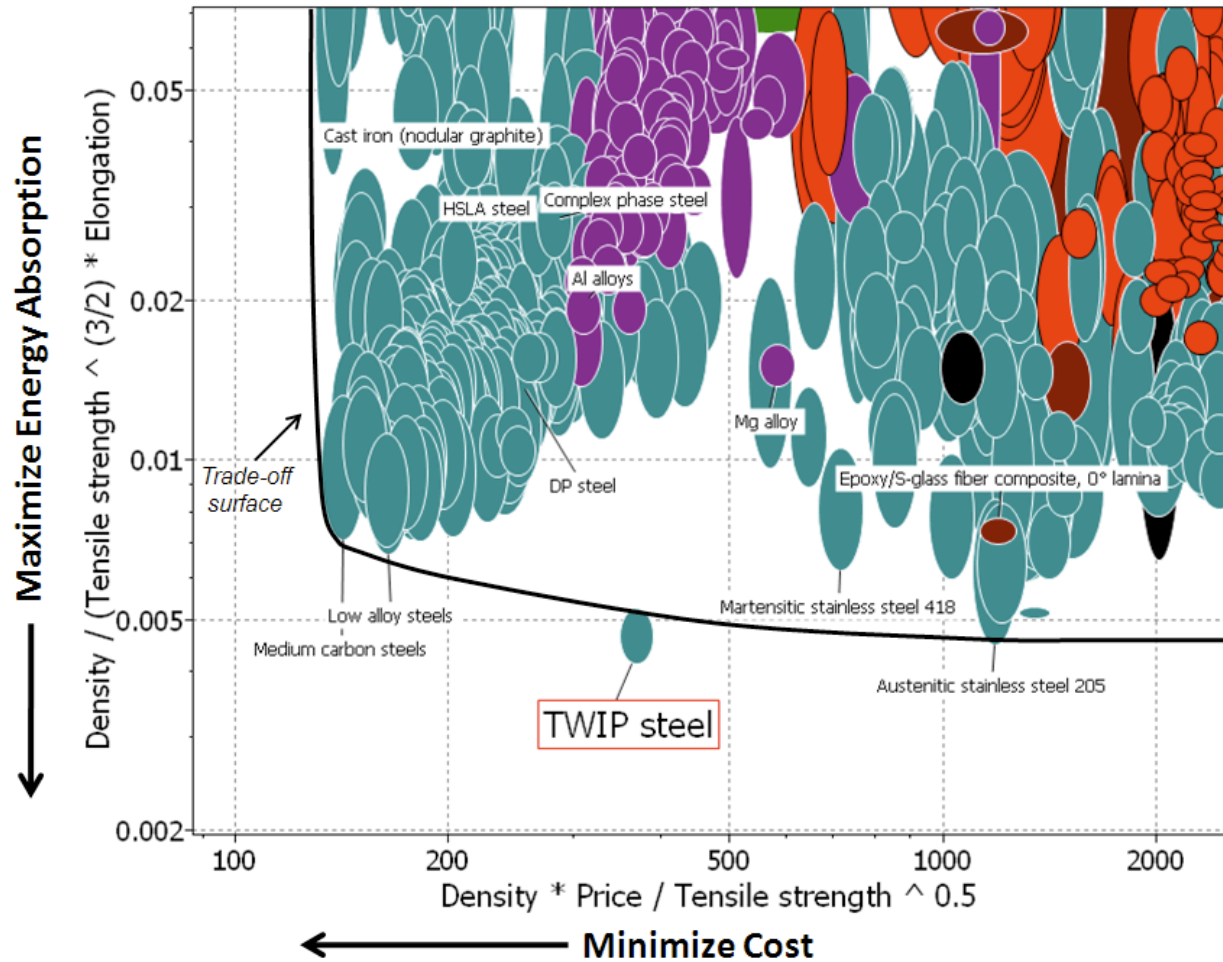 Maximize Energy Absorption
Density / (Tensile strength ^ (3/2) * Elongation)
0.05
0.02
0.01
0.005
0.002
Cast iron (nodular graphite)
HSLA steel
Complex phase steel
Al alloys
Mg alloy
DP steel
Epoxy/S-glass fiber composite, 0° lamina
Trade-off
surface
Low alloy steels
Medium carbon steels
Martensitic stainless steel 418
Austenitic stainless steel 205
TWIP steel
100
200
500
1000
2000
Density * Price / Tensile strength ^ 0.5
Minimize Cost